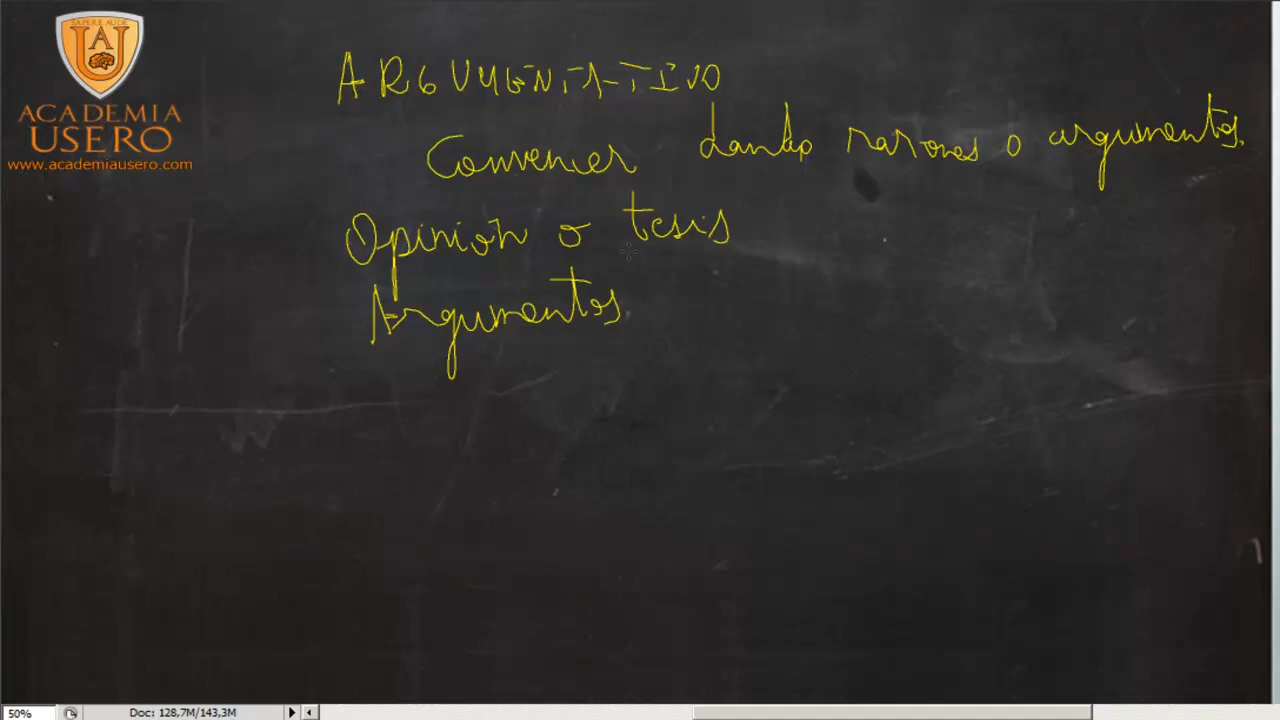 SAPERE AUDE
UA
ACADEMIA
USERO
www.academiausero.com
ARGUMENTATIVO
Convencer dando razones o argumentos.
Opinión o tesis
Argumentos
50%
Doc: 128,7M/143,3M